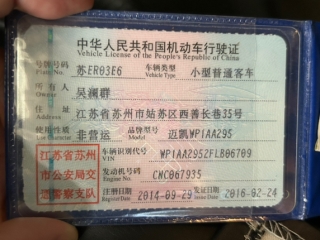 中华人民共和国机动车行驶证
Vehicle License of the People's Republic of China
号牌号码 苏ER03E6 车辆类型 小型普通客车
Plate No. Vehicle Type
所有人 吴澜群
Owner
住址 江苏省苏州市姑苏区西善长巷35号
Address
使用性质 非营运 品牌型号 迈凯WP1AA295
Model
江苏省苏州市公安局交通警察支队
车辆识别代号 WP1AA295ZFLB06709
VIN
发动机号码 CNC067935
Engine No.
注册日期 2014-09-29 发证日期 2016-02-24
Register Date Issue Date